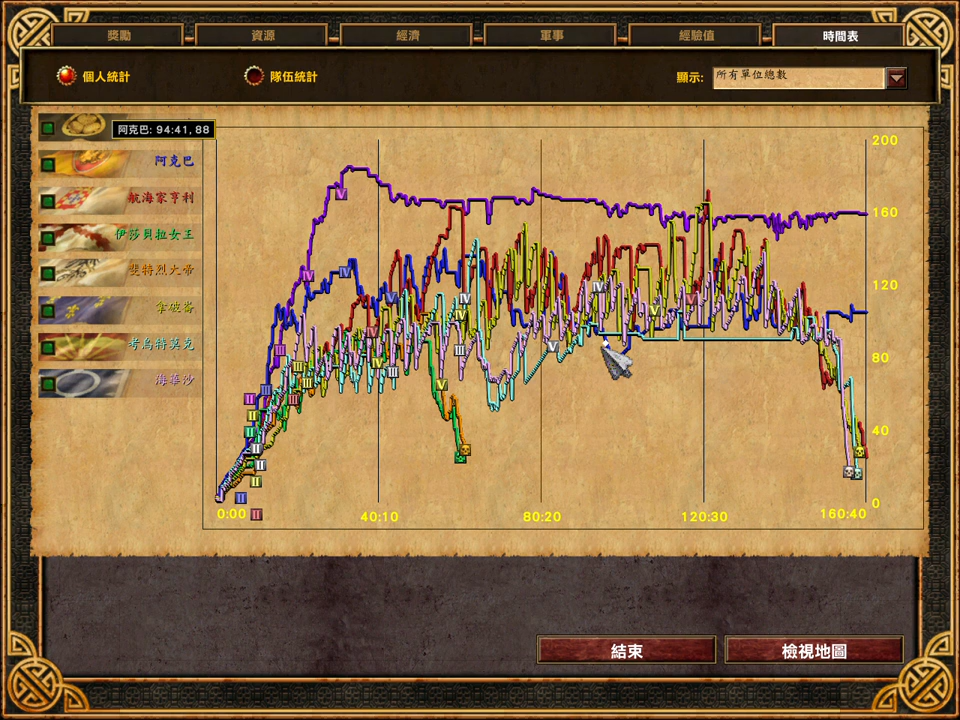 獎勵 資源 經濟 軍事 經驗值 時間表
個人統計 隊伍統計 顯示: 所有單位總數
阿克巴: 94:41, 88
阿克巴
航海家亨利
伊莎貝拉女王
斐特烈大帝
拿破崙
考烏特莫克
海華沙
200
160
120
80
40
0
0:00 40:10 80:20 120:30 160:40
結束 檢視地圖